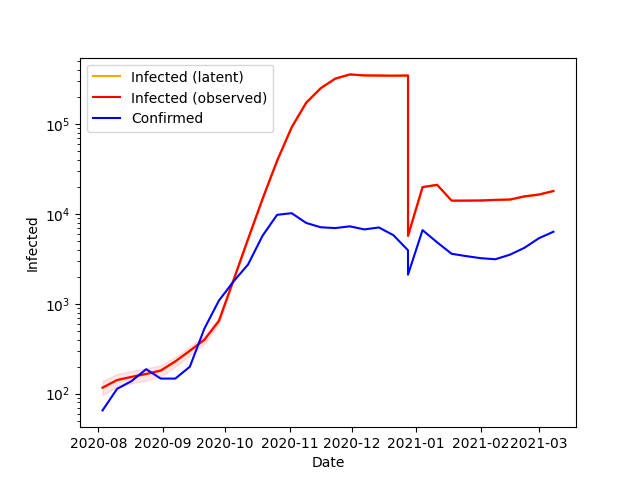 Infected (latent)
Infected (observed)
Confirmed
10^5
10^4
10^3
10^2
Infected
2020-08 2020-09 2020-10 2020-11 2020-12 2021-01 2021-02 2021-03
Date